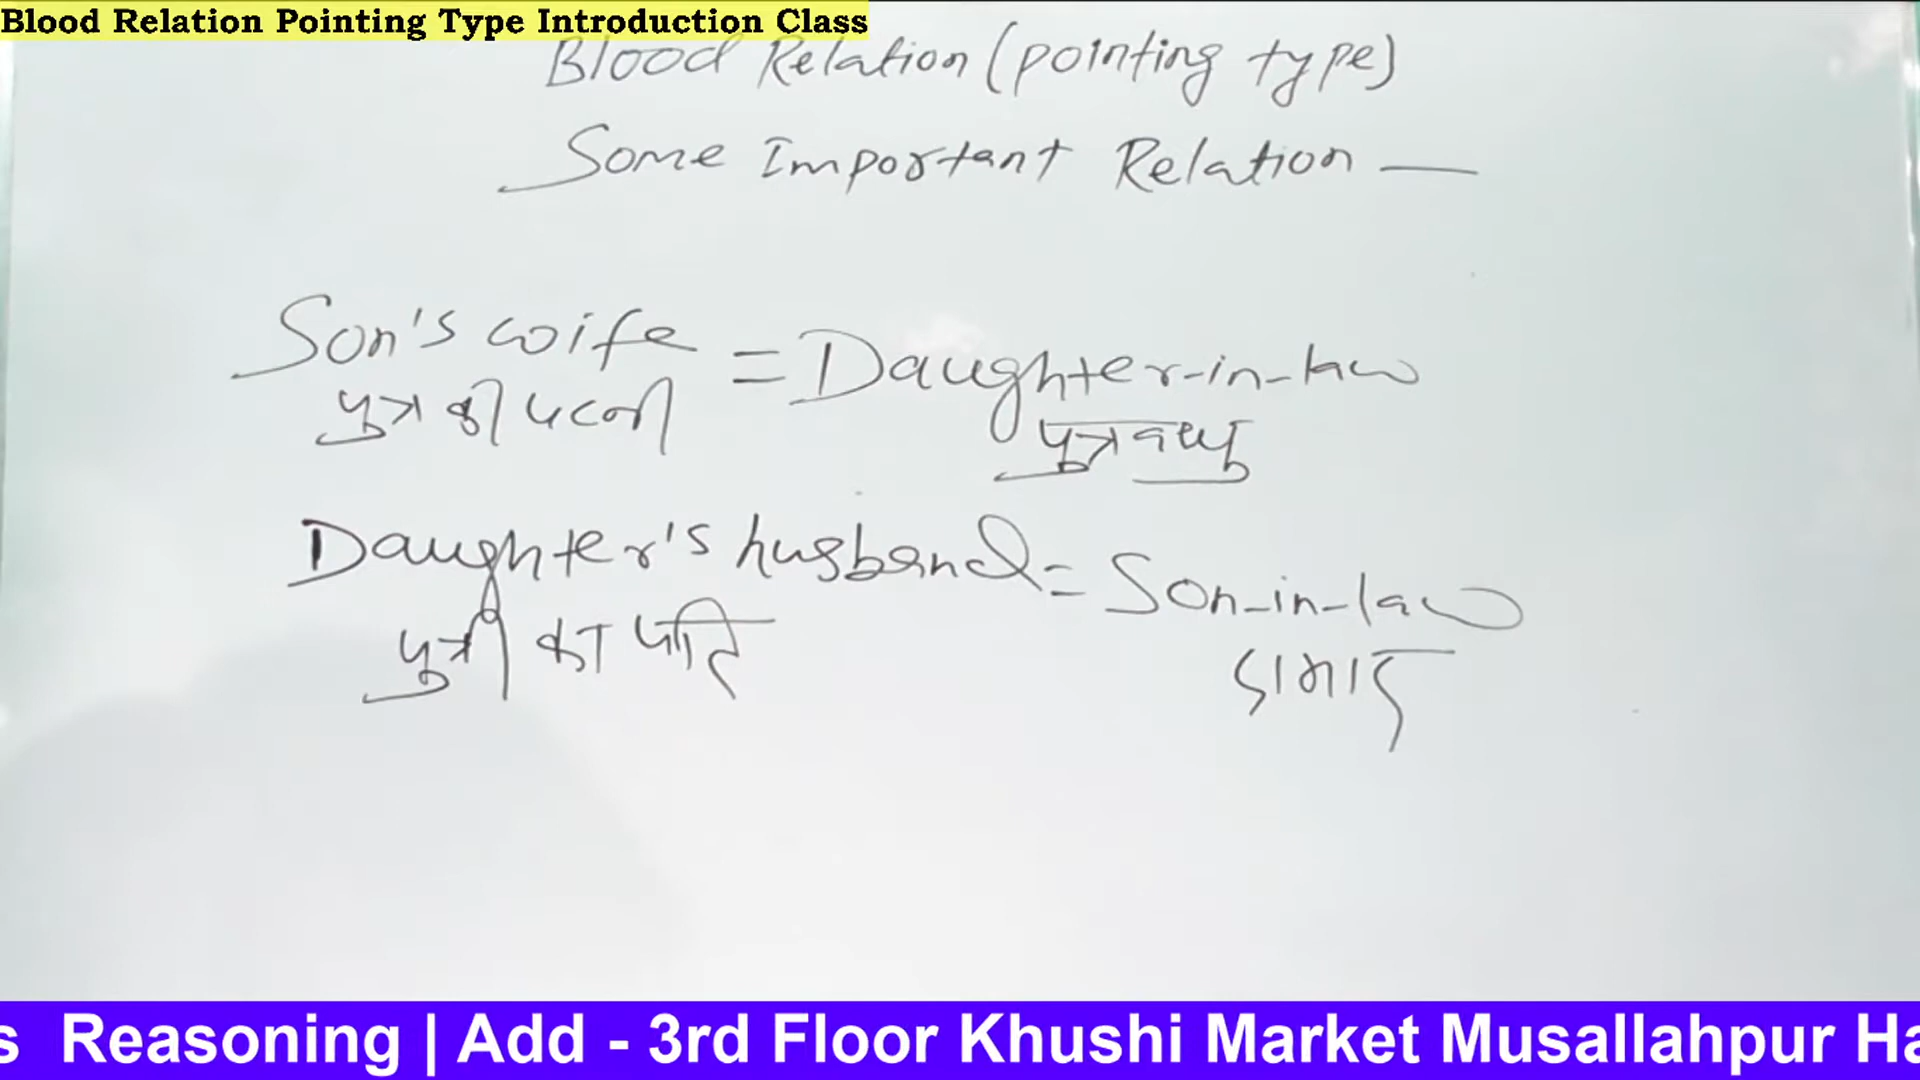 Blood Relation Pointing Type Introduction Class
Blood Relation (pointing type)
Some Important Relation —
Son's wife = Daughter-in-law
पुत्र की पत्नी पुत्रवधु
Daughter's husband = Son-in-law
पुत्री का पति दामाद
s Reasoning | Add - 3rd Floor Khushi Market Musallahpur Ha